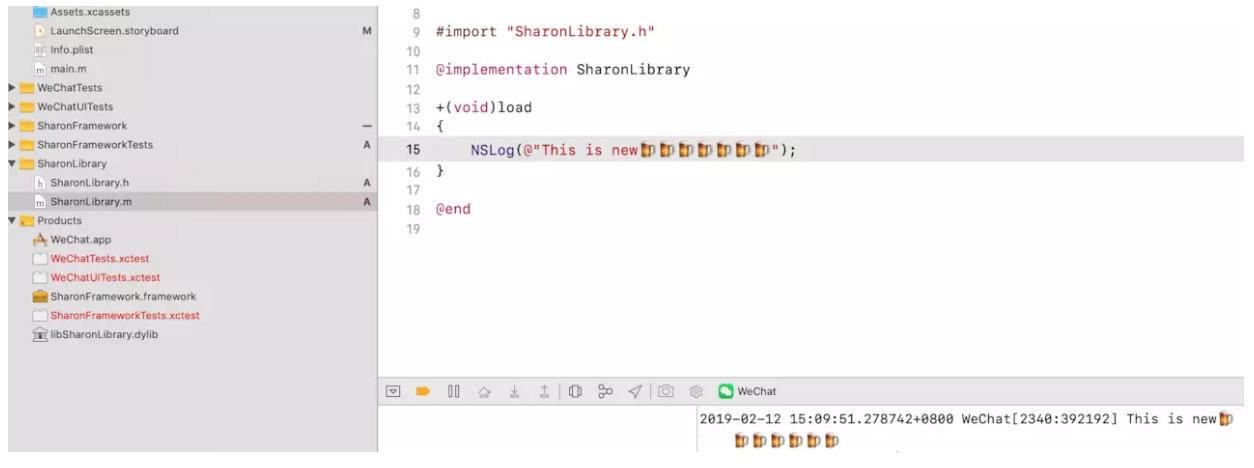 Assets.xcassets
LaunchScreen.storyboard M
Info.plist
main.m
WeChatTests
WeChatUITests
SharonFramework —
SharonFrameworkTests A
SharonLibrary
SharonLibrary.h A
SharonLibrary.m A
Products
WeChat.app
WeChatTests.xctest
WeChatUITests.xctest
SharonFramework.framework
SharonFrameworkTests.xctest
libSharonLibrary.dylib
8
9 #import "SharonLibrary.h"
10
11 @implementation SharonLibrary
12
13 +(void)load
14 {
15 NSLog(@"This is new🍺🍺🍺🍺🍺🍺🍺");
16 }
17
18 @end
19
WeChat
2019-02-12 15:09:51.278742+0800 WeChat[2340:392192] This is new🍺
🍺🍺🍺🍺🍺🍺